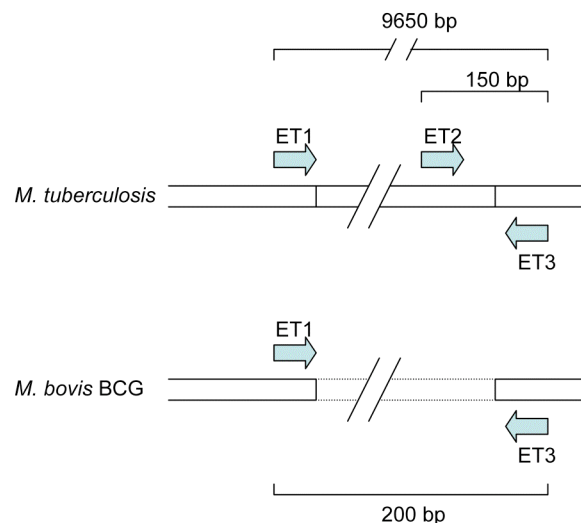 9650 bp
150 bp
ET1 ET2
M. tuberculosis
ET3
ET1
M. bovis BCG
ET3
200 bp